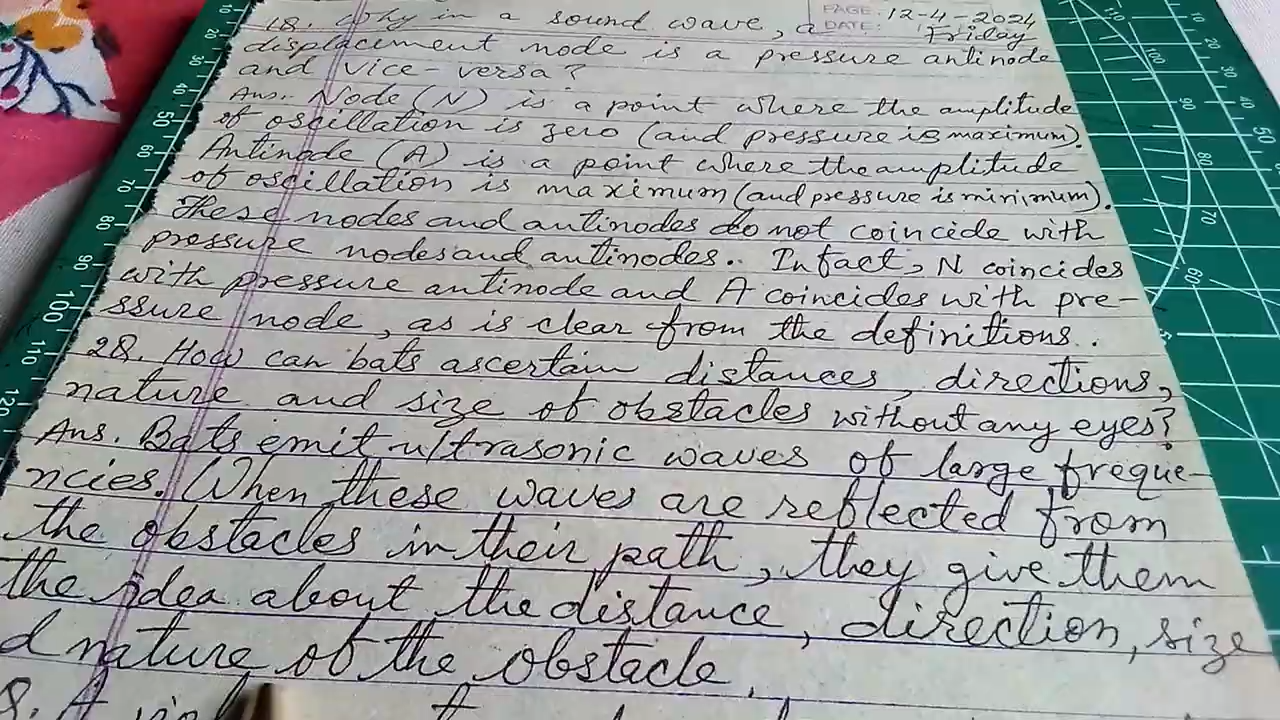 PAGE: 12-4-2024
DATE: Friday
18. Why in a sound wave, a
displacement node is a pressure antinode
and vice-versa?
Ans. Node (N) is a point where the amplitude
of oscillation is zero (and pressure is maximum).
Antinode (A) is a point where the amplitude
of oscillation is maximum (and pressure is minimum).
These nodes and antinodes do not coincide with
pressure nodes and antinodes. In fact, N coincides
with pressure antinode and A coincides with pre-
ssure node, as is clear from the definitions.
28. How can bats ascertain distances, directions,
nature and size of obstacles without any eyes?
Ans. Bats emit ultrasonic waves of large freque-
ncies. When these waves are reflected from
the obstacles in their path, they give them
the idea about the distance, direction, size
d nature of the obstacle.